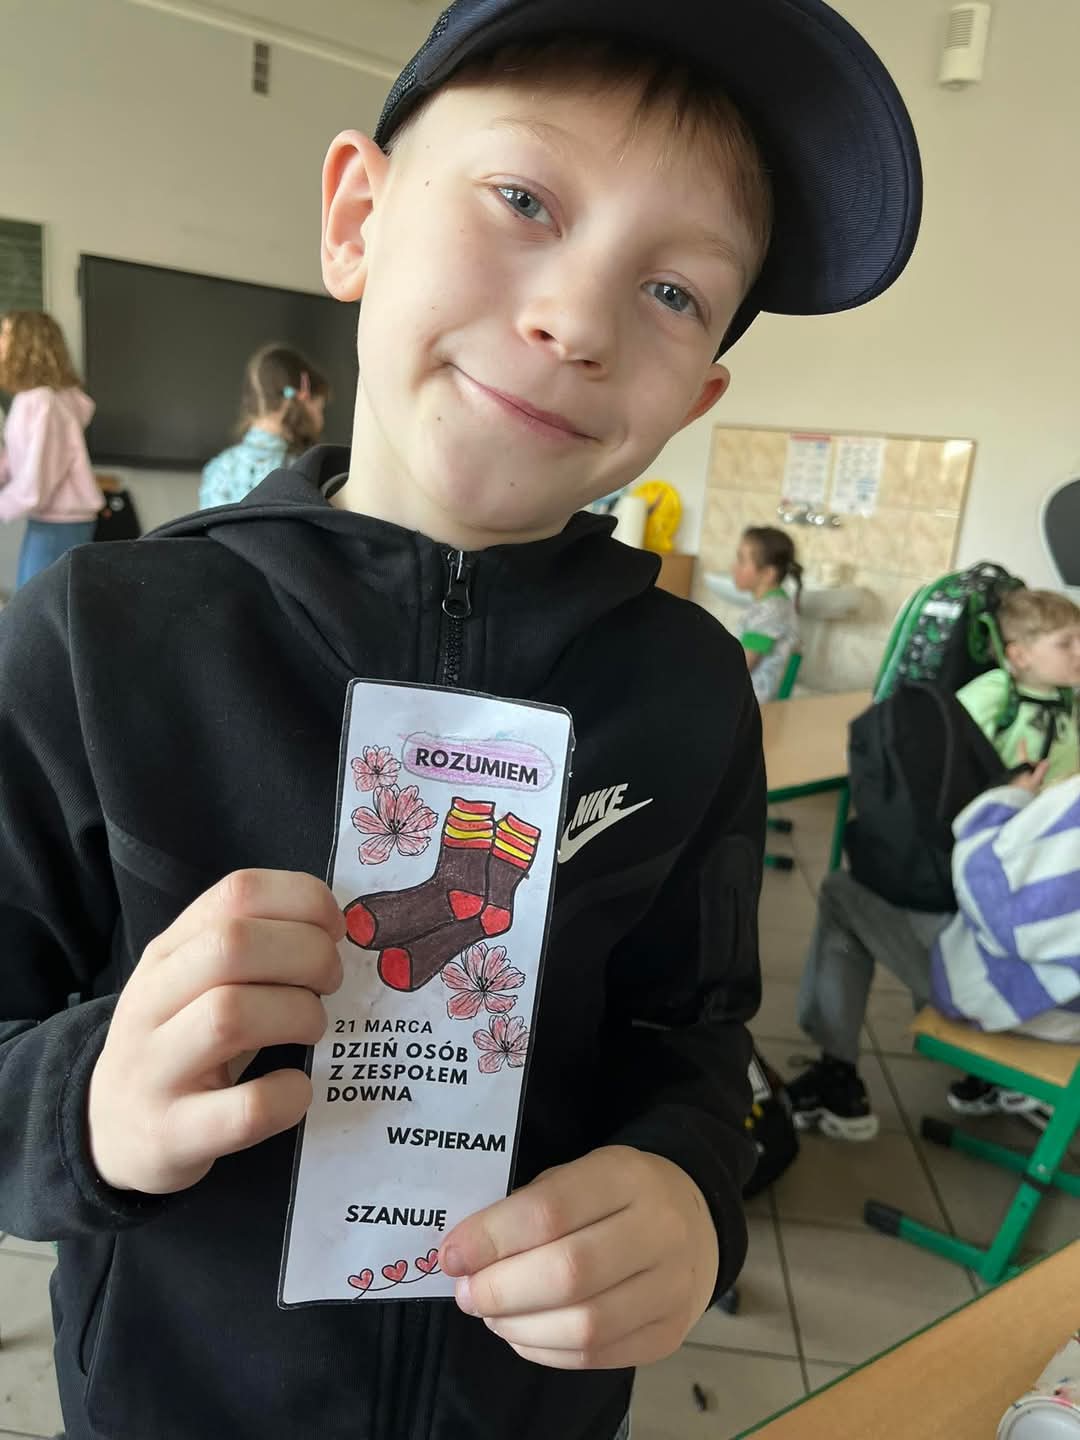 ROZUMIEM
NIKE
21 MARCA
DZIEŃ OSÓB
Z ZESPOŁEM
DOWNA
WSPIERAM
SZANUJĘ